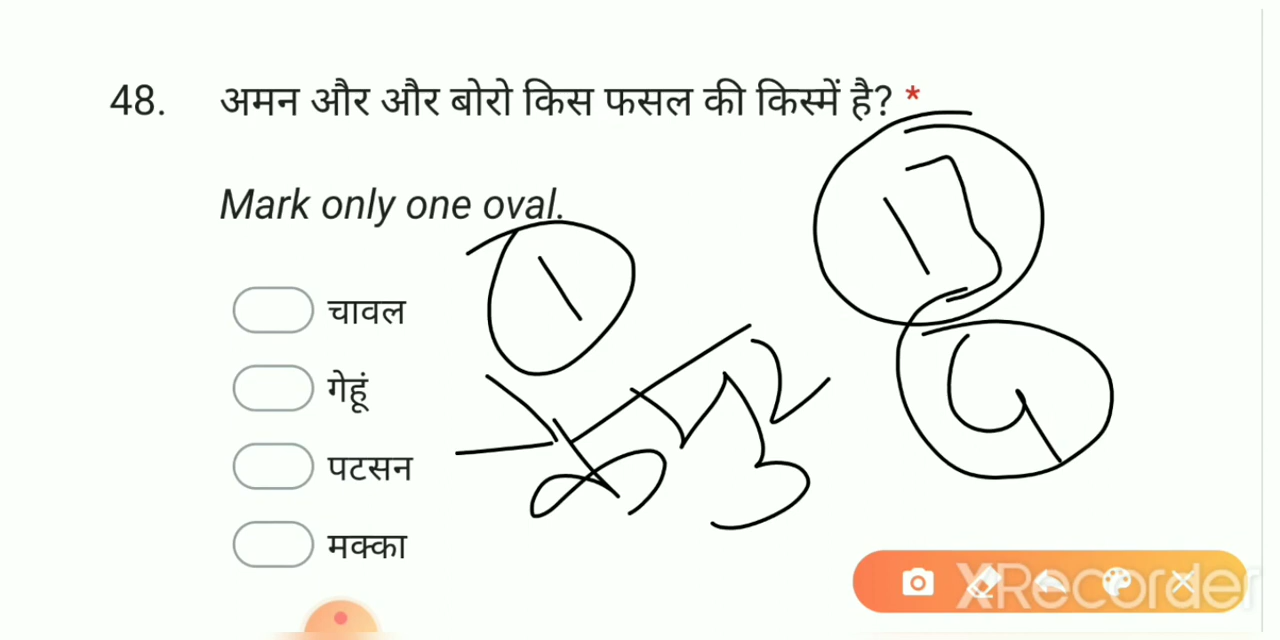 48. अमन और और बोरो किस फसल की किस्में है? *
Mark only one oval.
चावल
गेहूं
पटसन
मक्का
XRecorder